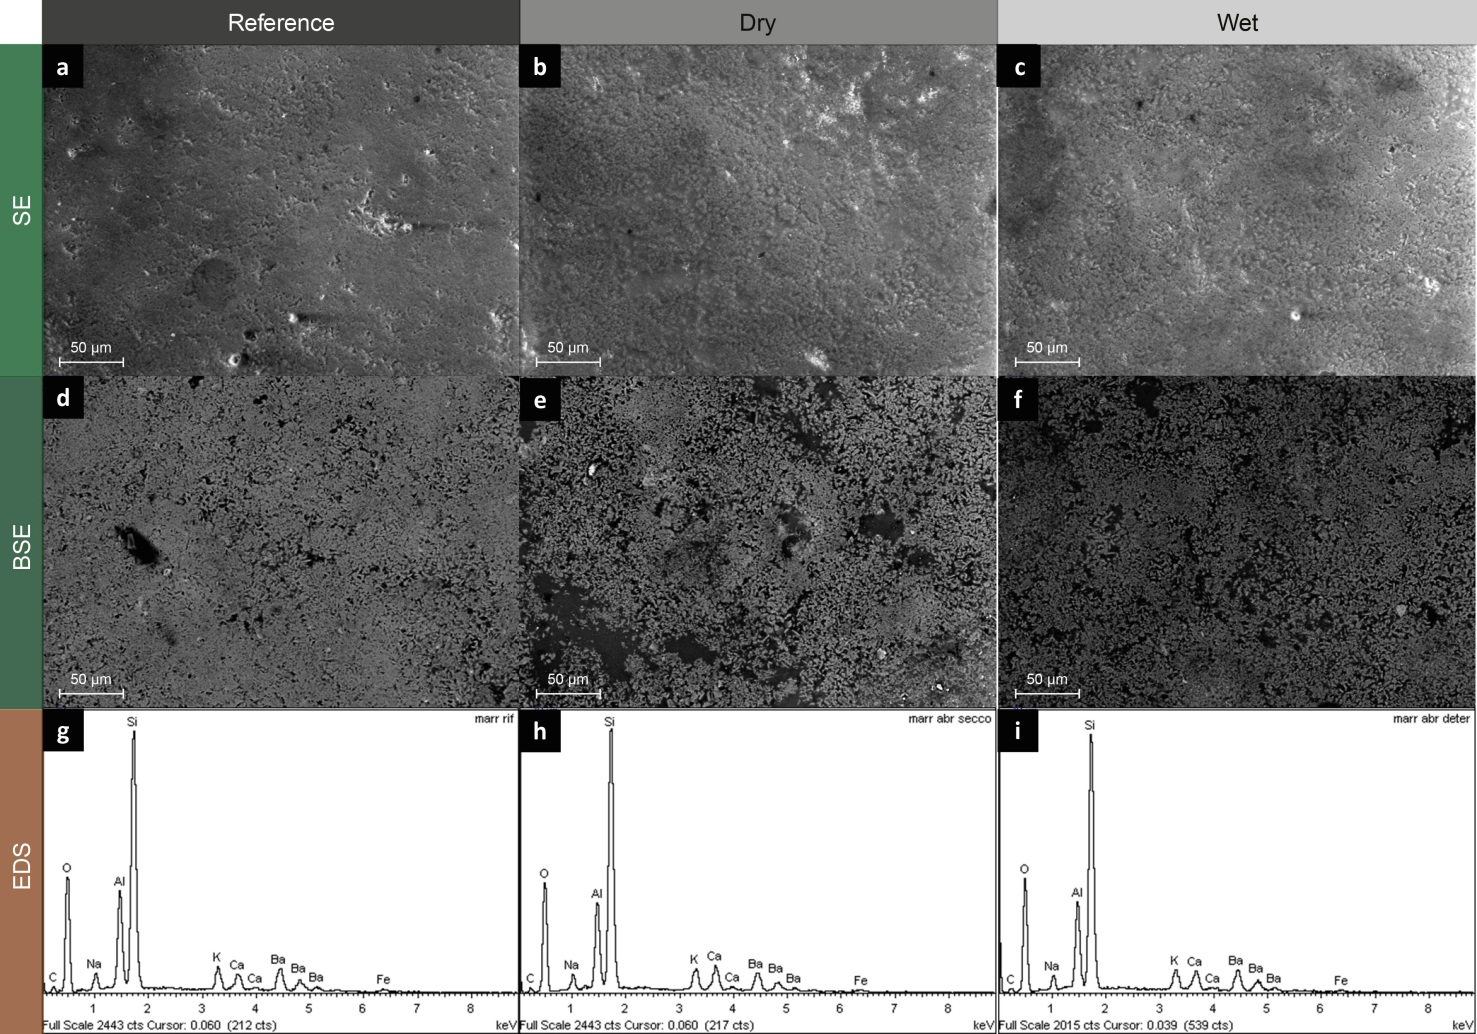 Reference Dry Wet
SE
a b c
50 μm 50 μm 50 μm
BSE
d e f
50 μm 50 μm 50 μm
EDS
g
marr rif
Si
O
Al
C Na K Ca Ca Ba Ba Ba Fe
1 2 3 4 5 6 7 8
Full Scale 2443 cts Cursor: 0.060 (212 cts) keV
h
marr abr secco
Si
O
Al
C Na K Ca Ca Ba Ba Ba Fe
1 2 3 4 5 6 7 8
Full Scale 2443 cts Cursor: 0.060 (217 cts) keV
i
marr abr deter
Si
O
Al
C Na K Ca Ca Ba Ba Ba Fe
1 2 3 4 5 6 7 8
Full Scale 2015 cts Cursor: 0.039 (539 cts) keV